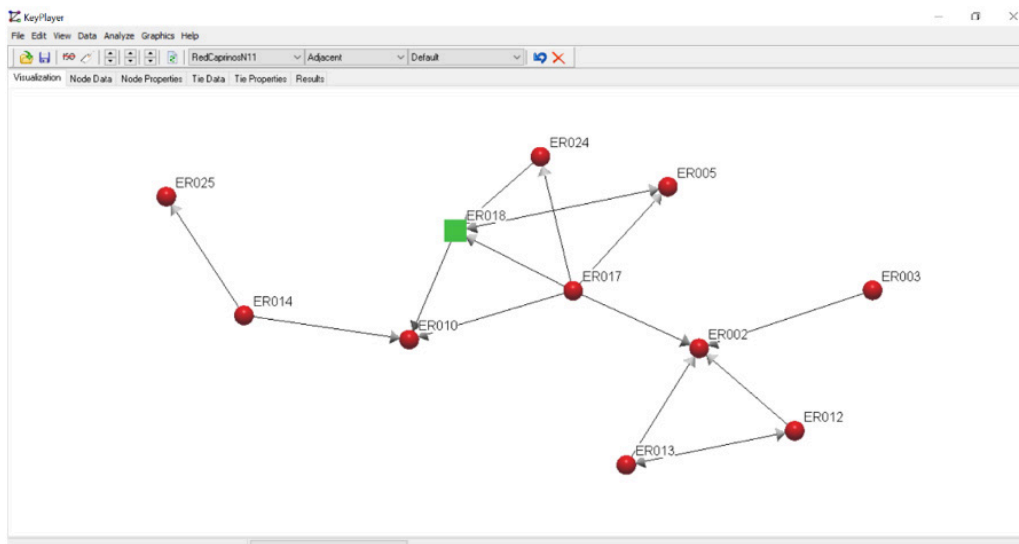 KeyPlayer
File Edit View Data Analyze Graphics Help
RedCaprinosN11 Adjacent Default
Visualization Node Data Node Properties Tie Data Tie Properties Results
ER024
ER005
ER025
ER018
ER017
ER003
ER014
ER010
ER002
ER012
ER013